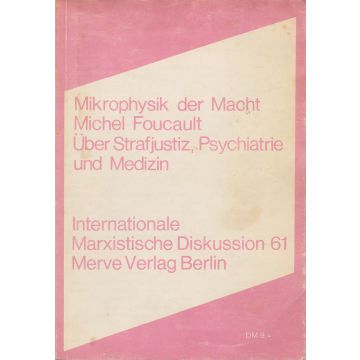 Mikrophysik der Macht
Michel Foucault
Über Strafjustiz, Psychiatrie
und Medizin
Internationale
Marxistische Diskussion 61
Merve Verlag Berlin